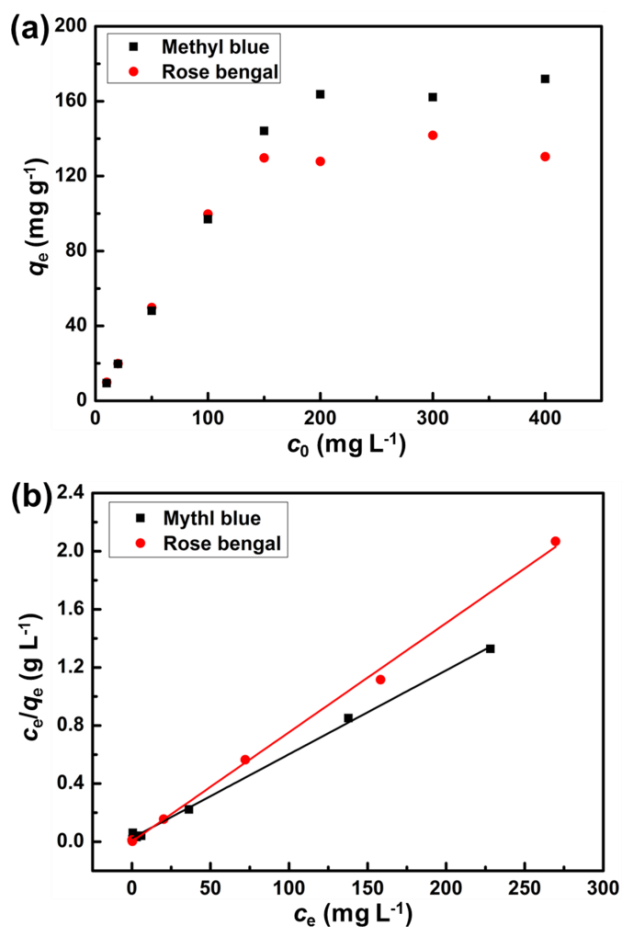 (a)
Methyl blue
Rose bengal
200
160
120
80
40
0
qe (mg g-1)
0 100 200 300 400
c0 (mg L-1)
(b)
Mythl blue
Rose bengal
2.4
2.0
1.6
1.2
0.8
0.4
0.0
ce/qe (g L-1)
0 50 100 150 200 250 300
ce (mg L-1)